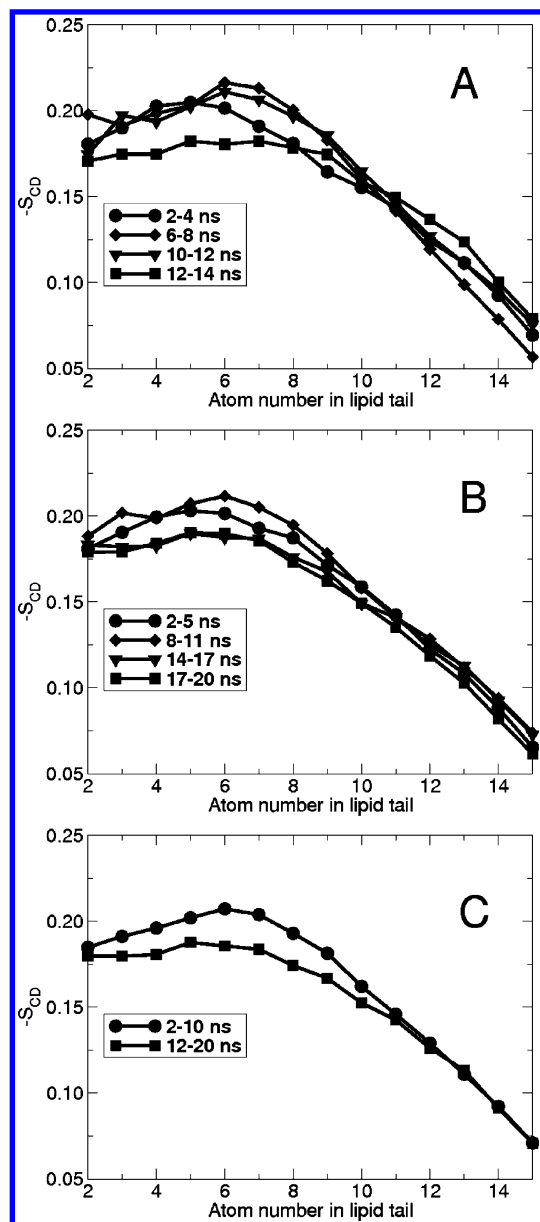 A
0.25
0.20
0.15
0.10
0.05
-S_CD
2-4 ns
6-8 ns
10-12 ns
12-14 ns
2 4 6 8 10 12 14
Atom number in lipid tail
B
0.25
0.20
0.15
0.10
0.05
-S_CD
2-5 ns
8-11 ns
14-17 ns
17-20 ns
2 4 6 8 10 12 14
Atom number in lipid tail
C
0.25
0.20
0.15
0.10
0.05
-S_CD
2-10 ns
12-20 ns
2 4 6 8 10 12 14
Atom number in lipid tail